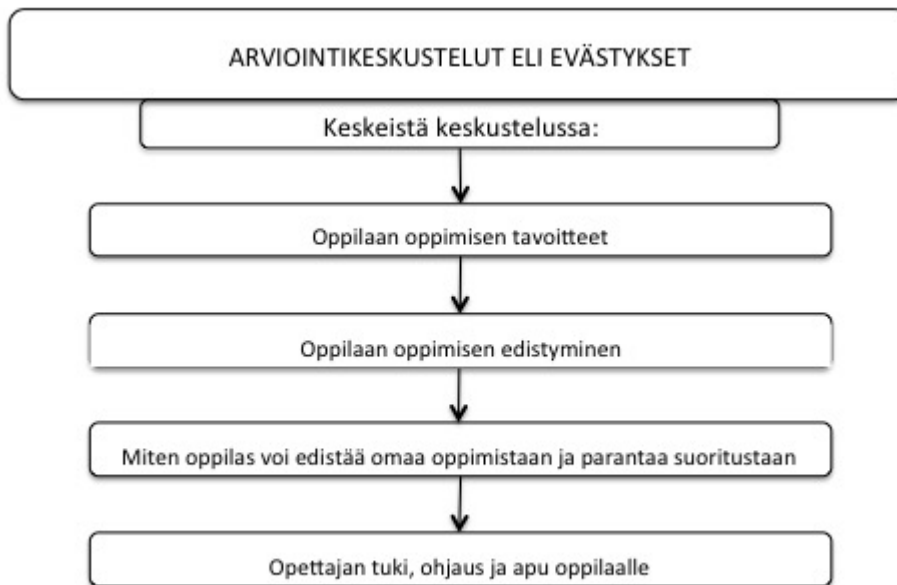 ARVIOINTIKESKUSTELUT ELI EVÄSTYKSET
Keskeistä keskustelussa:
Oppilaan oppimisen tavoitteet
Oppilaan oppimisen edistyminen
Miten oppilas voi edistää omaa oppimistaan ja parantaa suoritustaan
Opettajan tuki, ohjaus ja apu oppilaalle